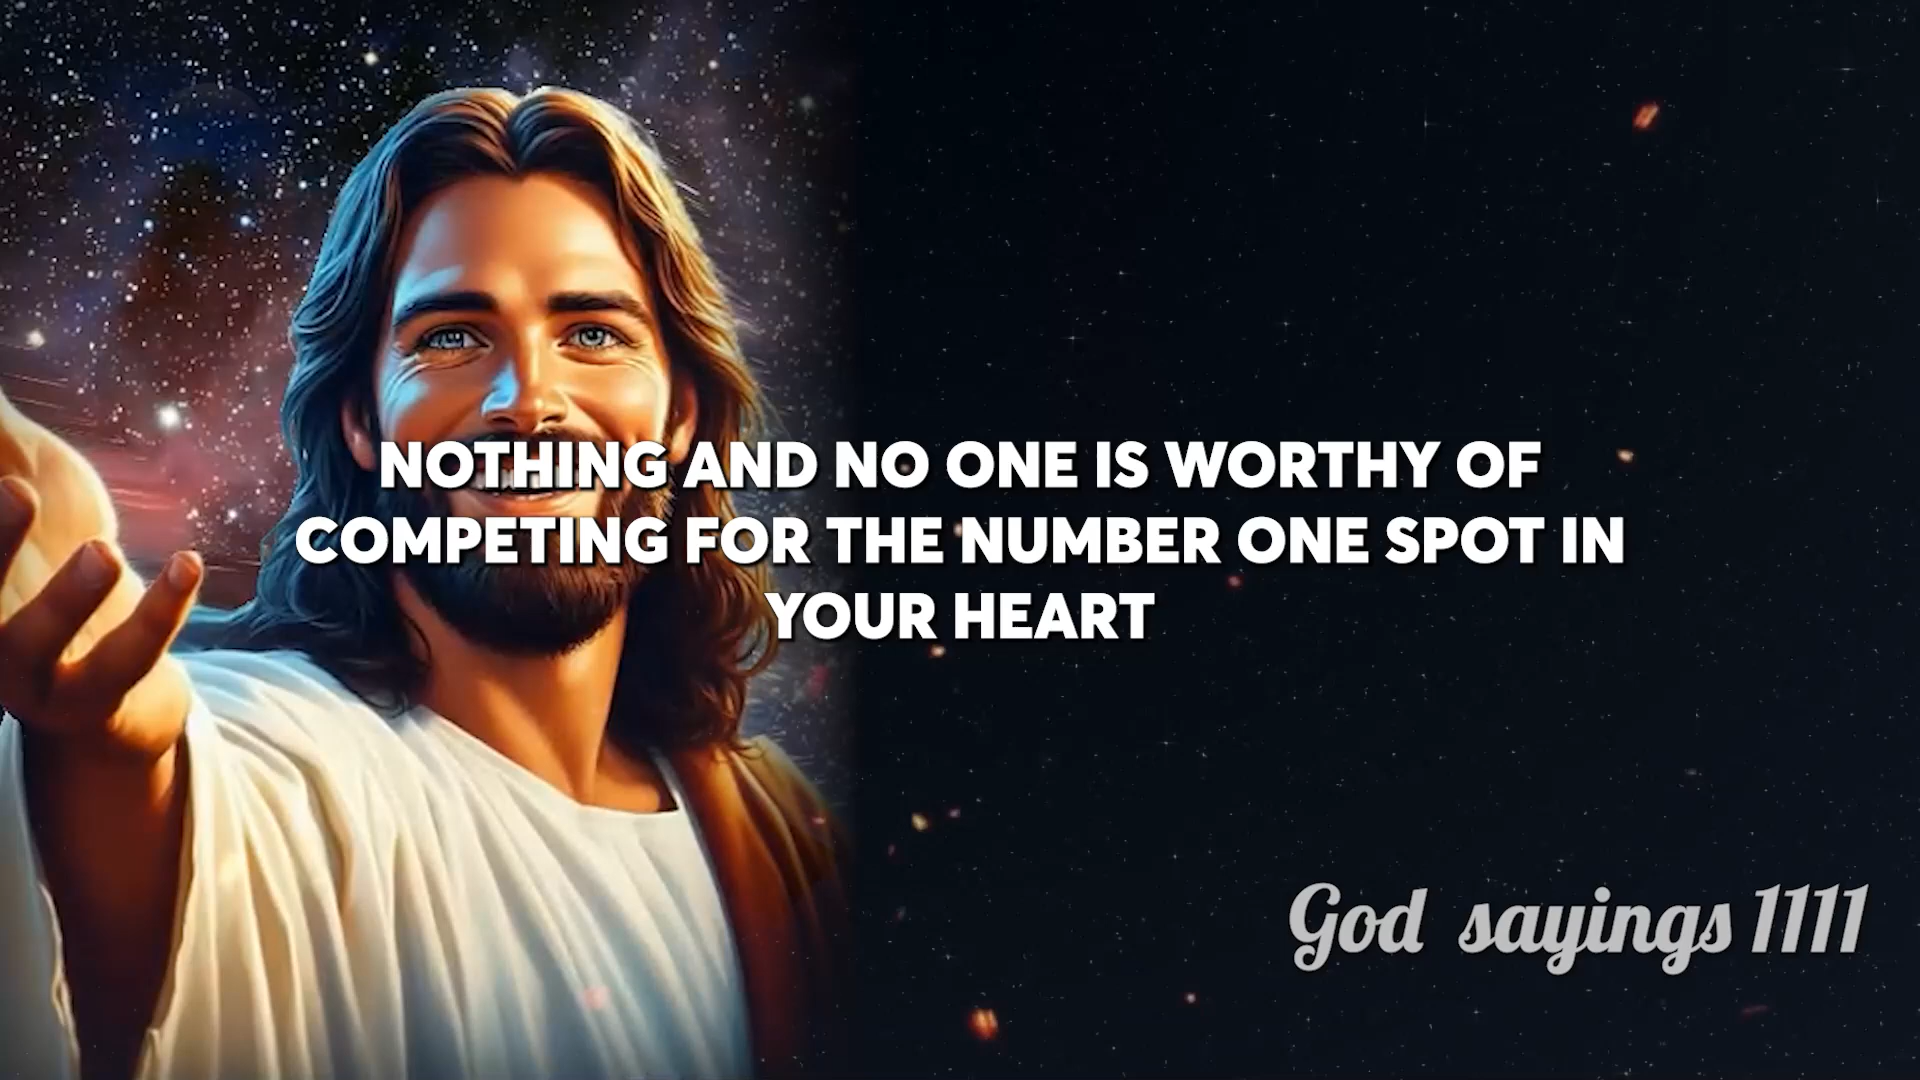 NOTHING AND NO ONE IS WORTHY OF
COMPETING FOR THE NUMBER ONE SPOT IN
YOUR HEART
God sayings 1111